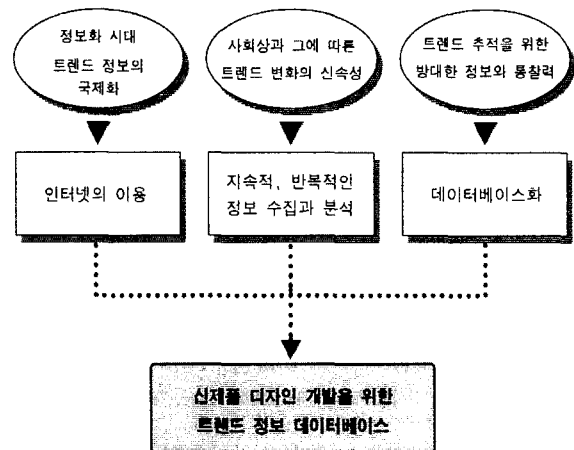 정보화 시대
트렌드 정보의
국제화
사회상과 그에 따른
트렌드 변화의 신속성
트렌드 추적을 위한
방대한 정보와 통찰력
인터넷의 이용
지속적, 반복적인
정보 수집과 분석
데이터베이스화
신제품 디자인 개발을 위한
트렌드 정보 데이터베이스